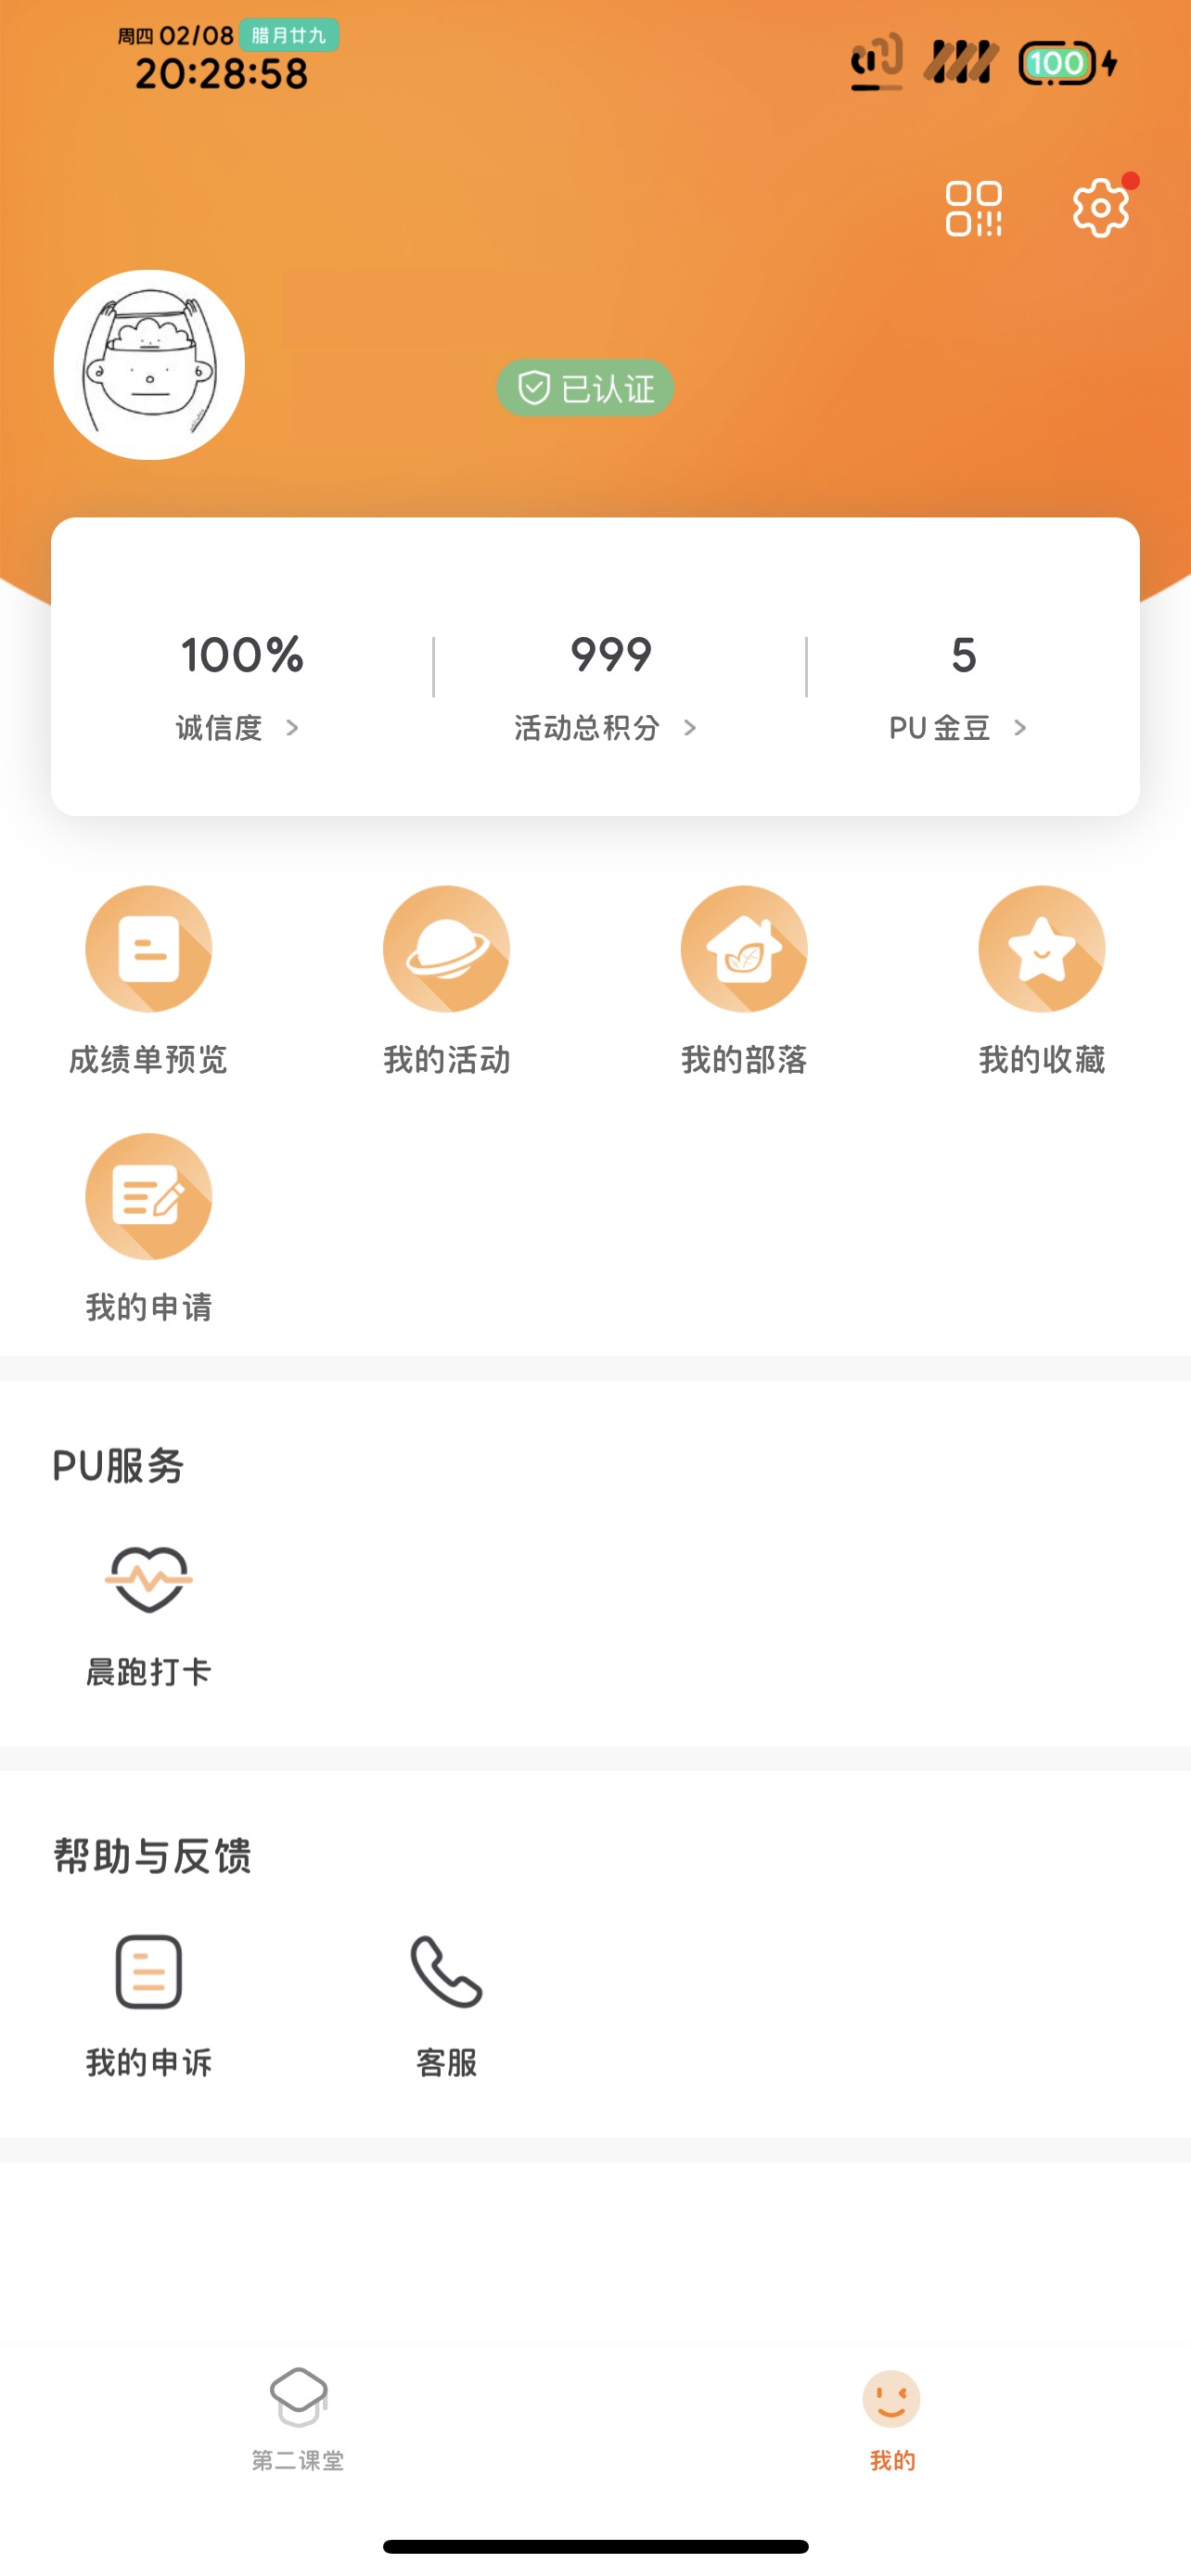 周四 02/08 腊月廿九
20:28:58
100
已认证
100% 999 5
诚信度 活动总积分 PU 金豆
成绩单预览 我的活动 我的部落 我的收藏
我的申请
PU服务
晨跑打卡
帮助与反馈
我的申诉 客服
第二课堂 我的